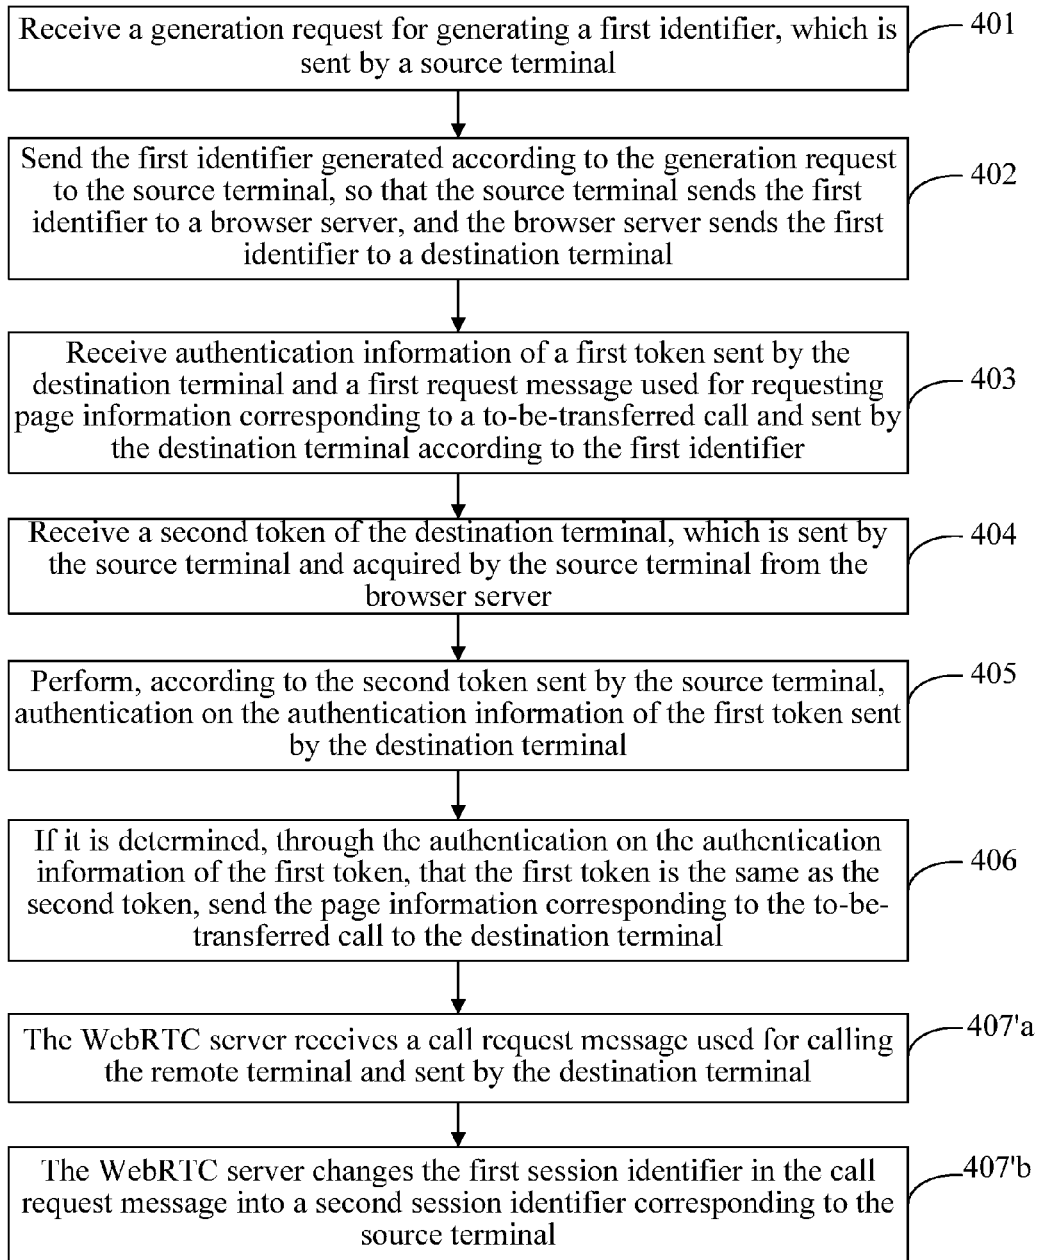 Receive a generation request for generating a first identifier, which is
sent by a source terminal
401
Send the first identifier generated according to the generation request
to the source terminal, so that the source terminal sends the first
identifier to a browser server, and the browser server sends the first
identifier to a destination terminal
402
Receive authentication information of a first token sent by the
destination terminal and a first request message used for requesting
page information corresponding to a to-be-transferred call and sent by
the destination terminal according to the first identifier
403
Receive a second token of the destination terminal, which is sent by
the source terminal and acquired by the source terminal from the
browser server
404
Perform, according to the second token sent by the source terminal,
authentication on the authentication information of the first token sent
by the destination terminal
405
If it is determined, through the authentication on the authentication
information of the first token, that the first token is the same as the
second token, send the page information corresponding to the to-be-
transferred call to the destination terminal
406
The WebRTC server receives a call request message used for calling
the remote terminal and sent by the destination terminal
407'a
The WebRTC server changes the first session identifier in the call
request message into a second session identifier corresponding to the
source terminal
407'b